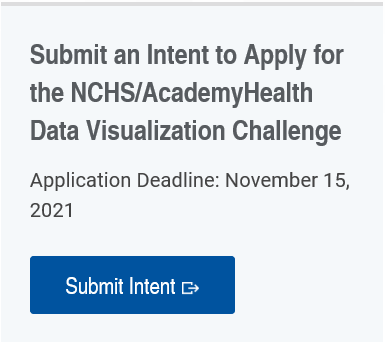 Submit an Intent to Apply for
the NCHS/AcademyHealth
Data Visualization Challenge
Application Deadline: November 15,
2021
Submit Intent